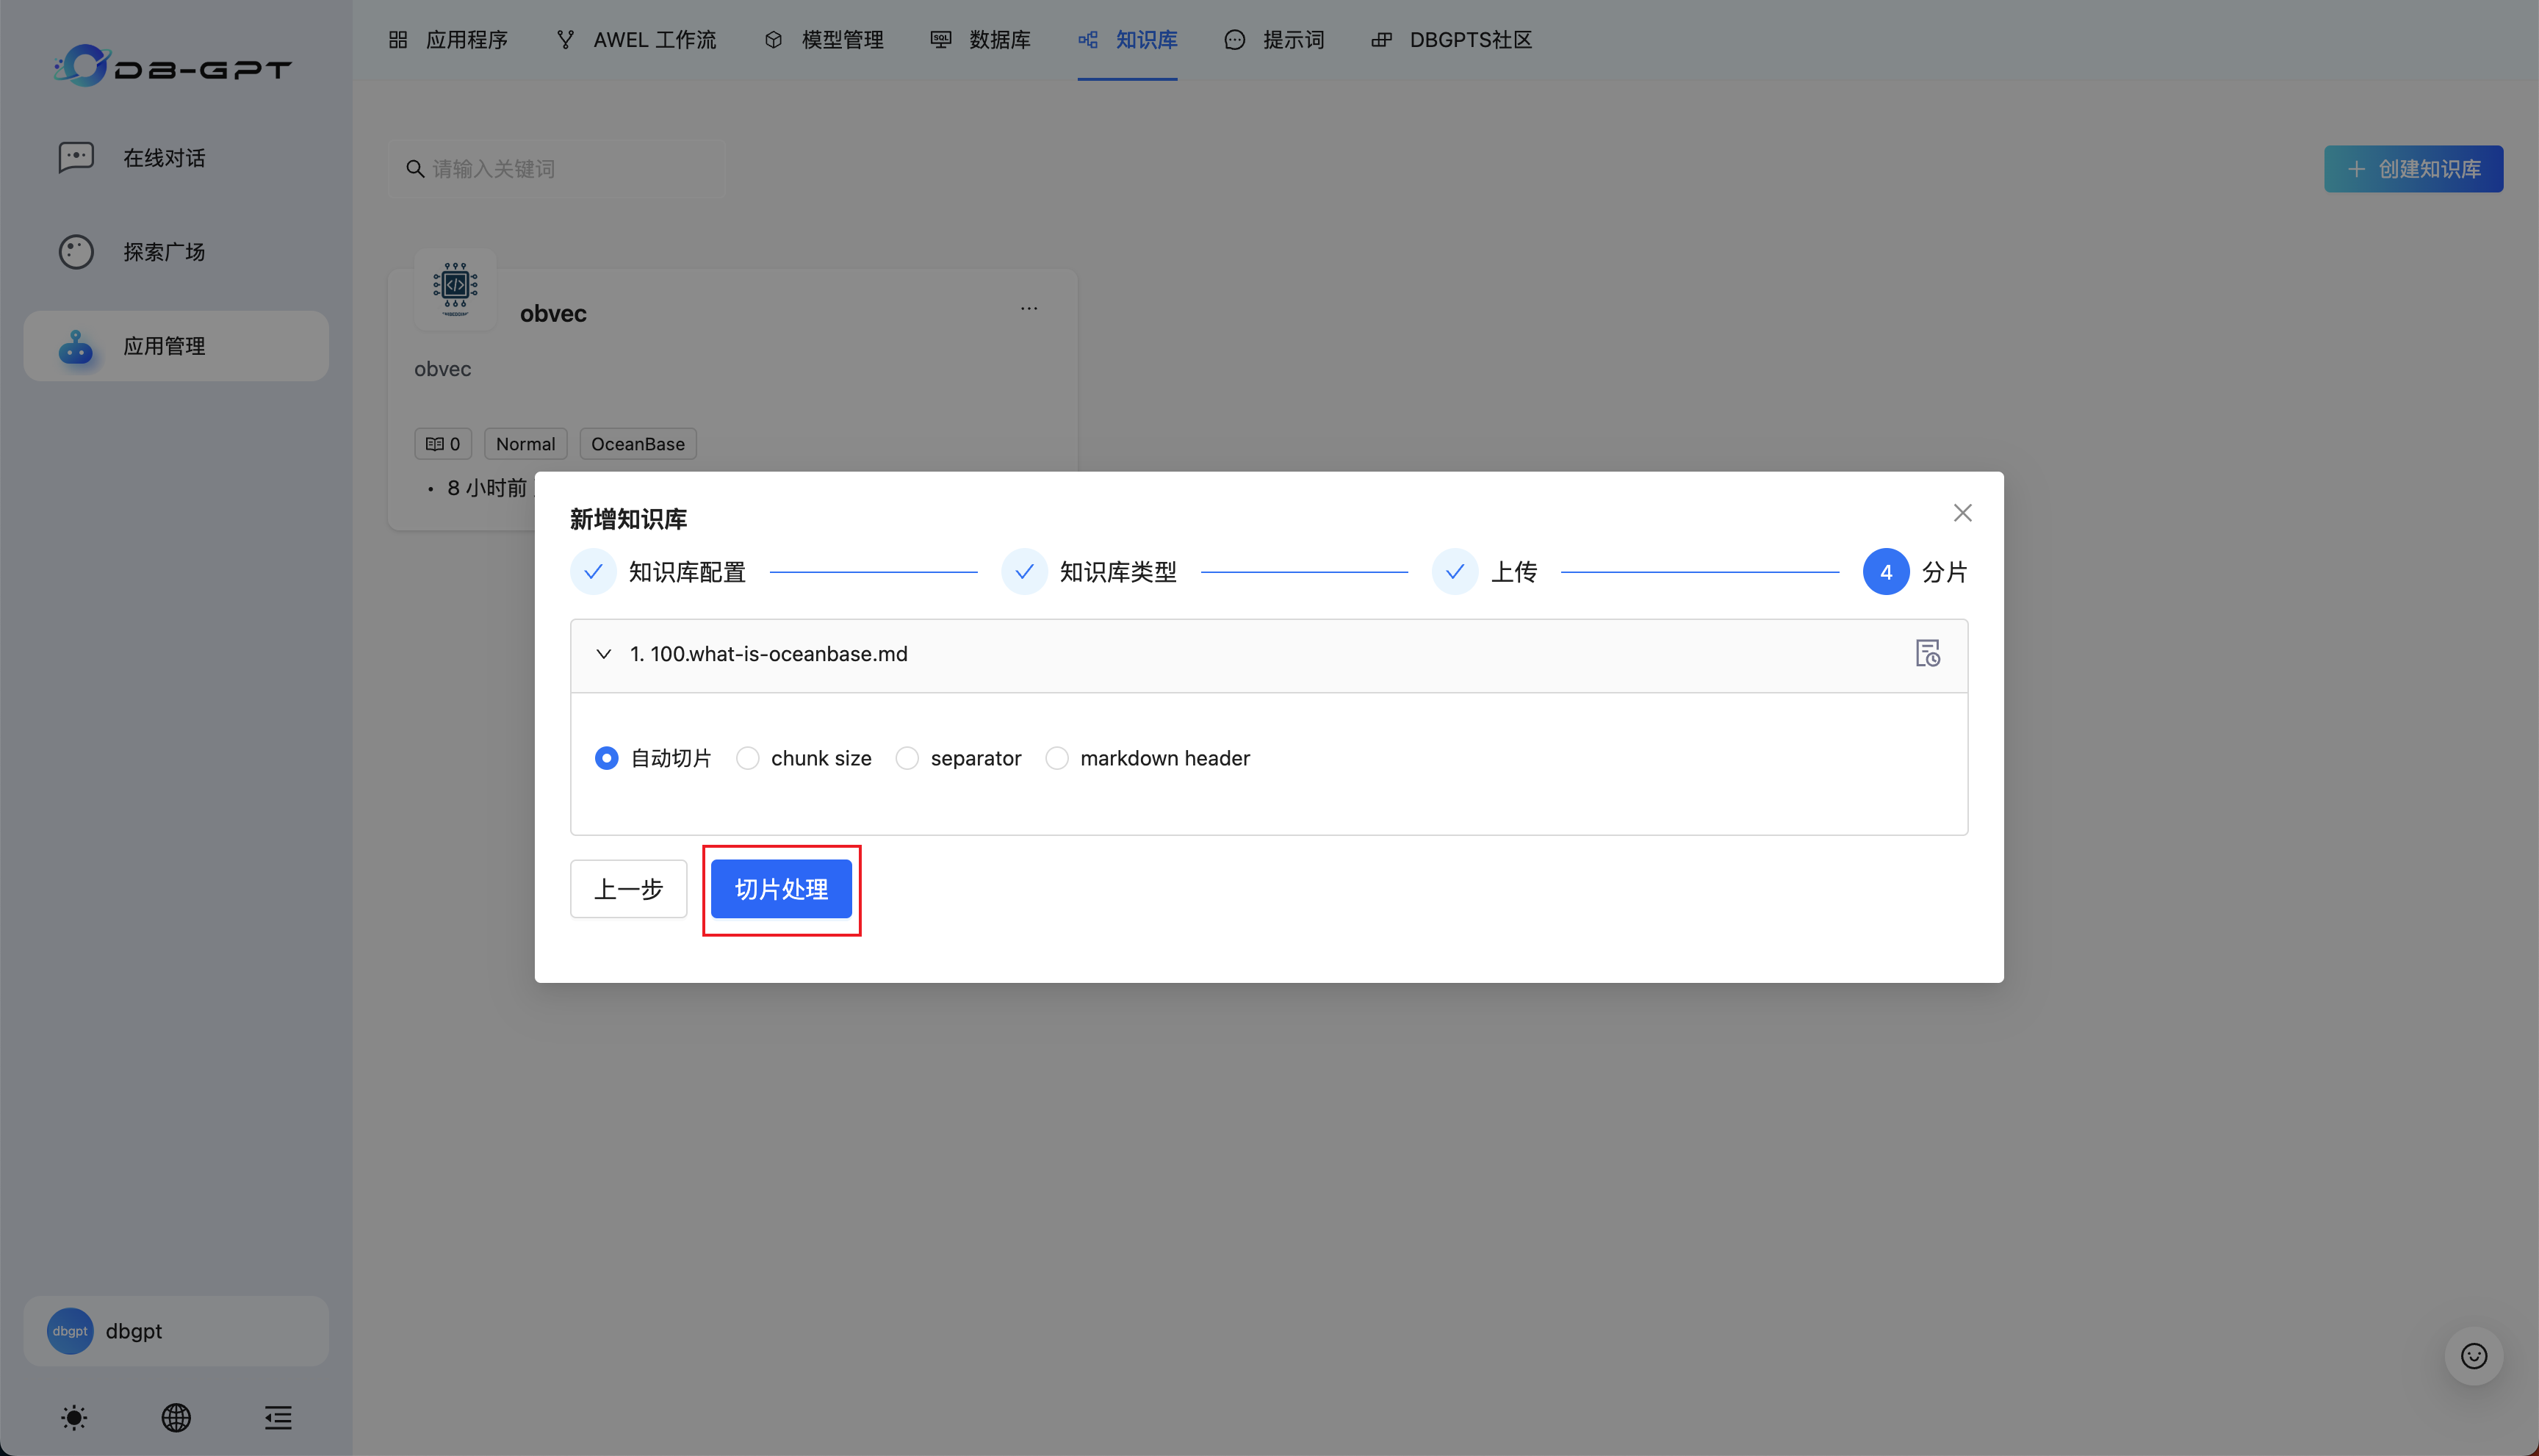 DB-GPT
在线对话
探索广场
应用管理
dbgpt
dbgpt
应用程序
AWEL 工作流
模型管理
SQL
数据库
知识库
提示词
DBGPTS社区
请输入关键词
创建知识库
obvec
obvec
0
Normal
OceanBase
8 小时前
新增知识库
知识库配置
知识库类型
上传
4
分片
1. 100.what-is-oceanbase.md
自动切片
chunk size
separator
markdown header
上一步
切片处理